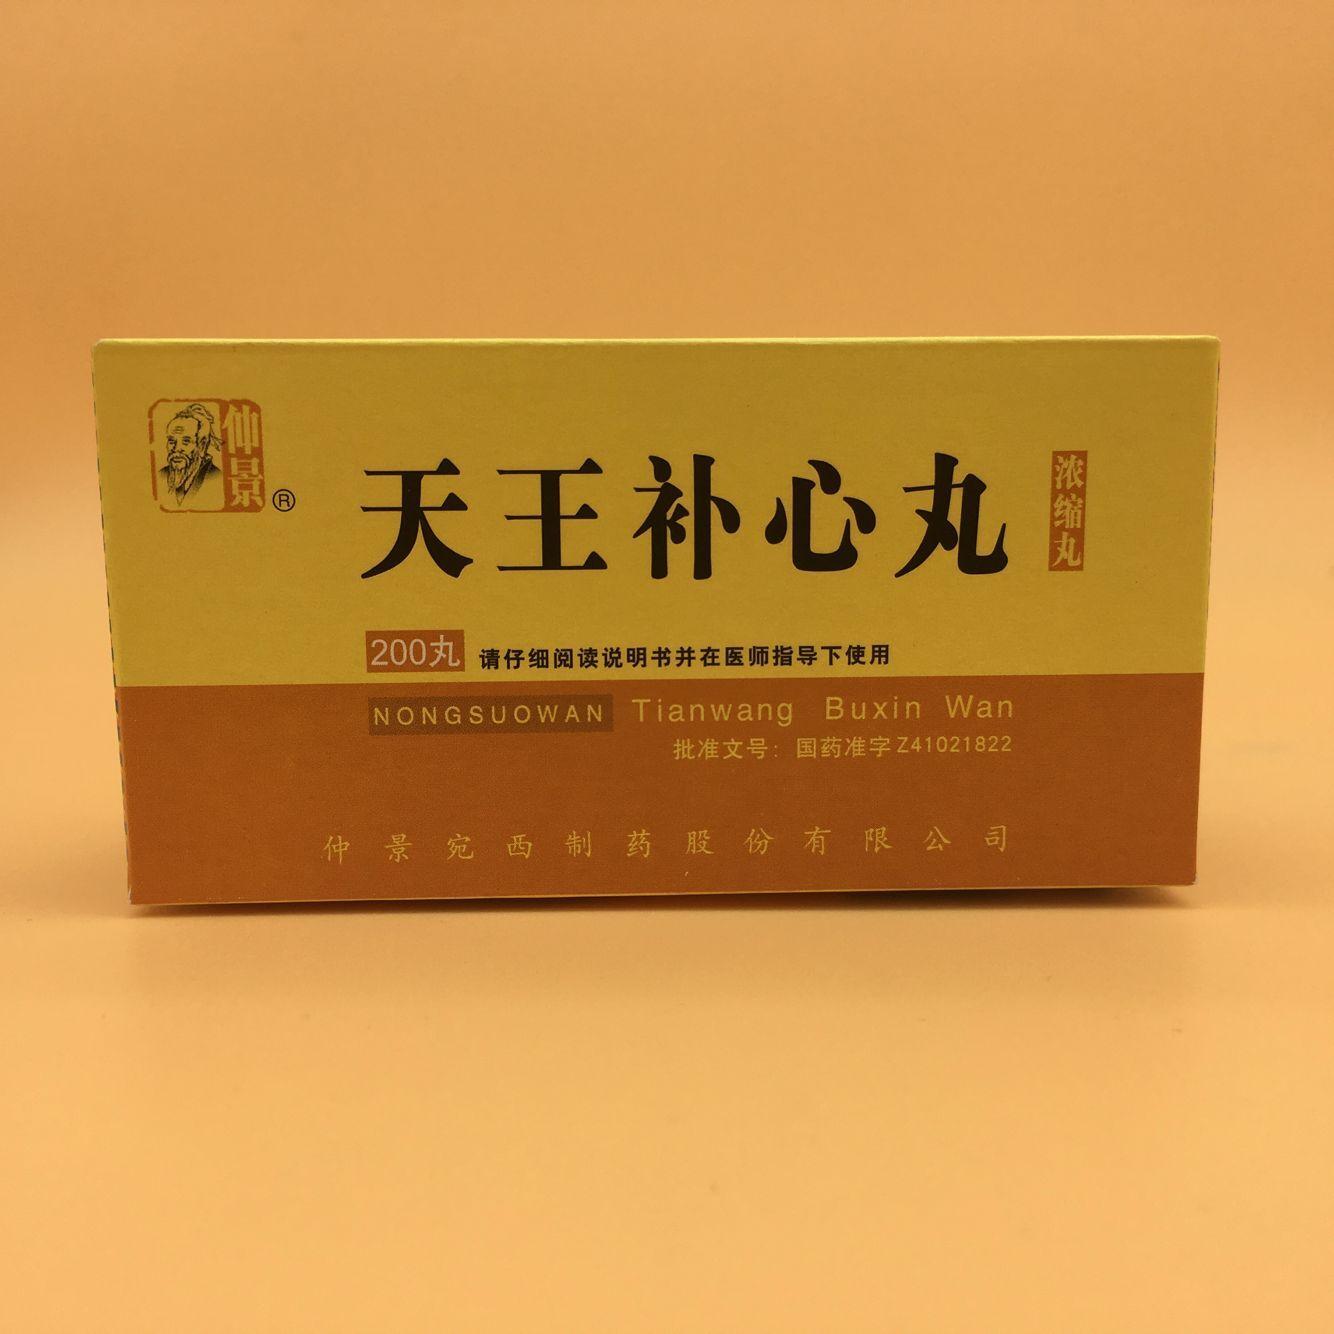 仲景
®
天王补心丸
浓缩丸
200丸 请仔细阅读说明书并在医师指导下使用
NONGSUOWAN Tianwang Buxin Wan
批准文号：国药准字Z41021822
仲景宛西制药股份有限公司